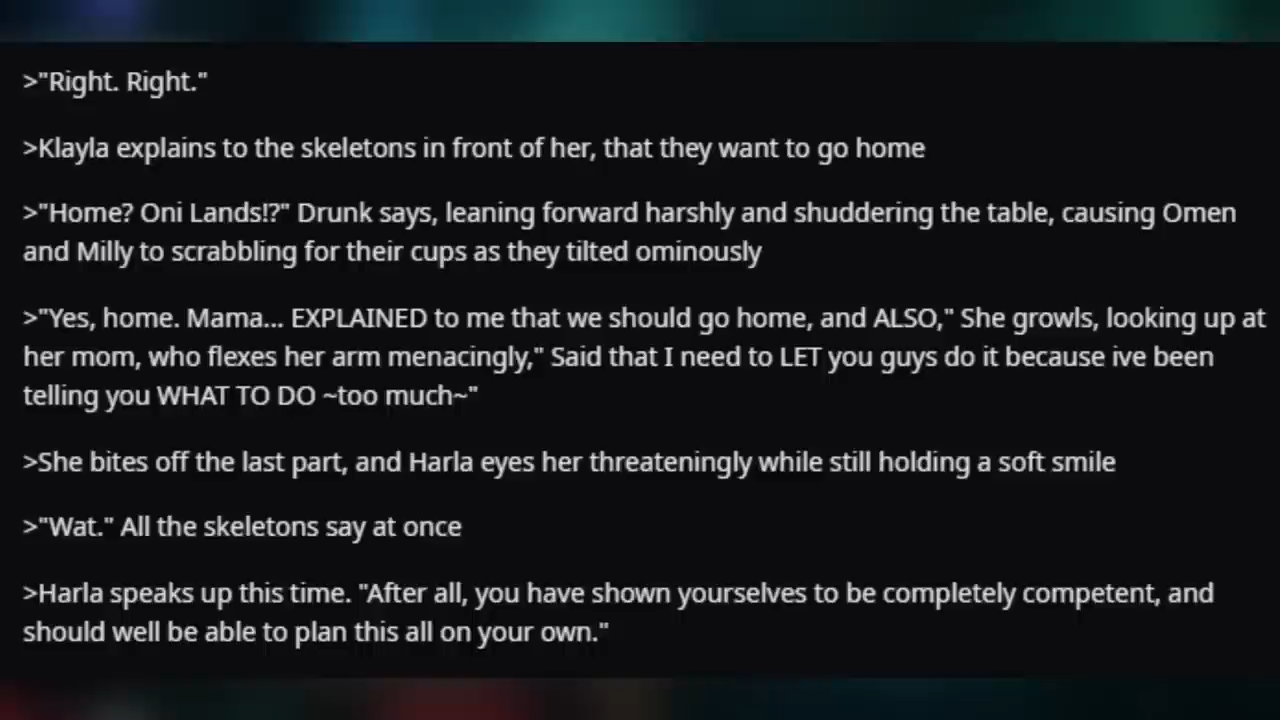 >"Right. Right."
>Klayla explains to the skeletons in front of her, that they want to go home
>"Home? Oni Lands!?" Drunk says, leaning forward harshly and shuddering the table, causing Omen
and Milly to scrabbling for their cups as they tilted ominously
>"Yes, home. Mama... EXPLAINED to me that we should go home, and ALSO," She growls, looking up at
her mom, who flexes her arm menacingly," Said that I need to LET you guys do it because ive been
telling you WHAT TO DO ~too much~"
>She bites off the last part, and Harla eyes her threateningly while still holding a soft smile
>"Wat." All the skeletons say at once
>Harla speaks up this time. "After all, you have shown yourselves to be completely competent, and
should well be able to plan this all on your own."